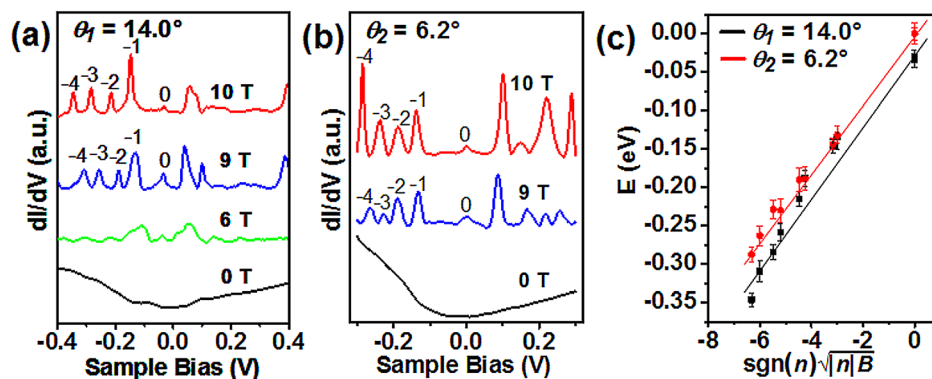 (a) θ1 = 14.0°
-4 -3 -2 -1 0
10 T
-4 -3 -2 -1 0
9 T
6 T
0 T
dI/dV (a.u.)
-0.4 -0.2 0.0 0.2 0.4
Sample Bias (V)
(b) θ2 = 6.2°
-4 -3 -2 -1 0
10 T
-4 -3 -2 -1 0
9 T
0 T
dI/dV (a.u.)
-0.2 0.0 0.2
Sample Bias (V)
(c)
θ1 = 14.0°
θ2 = 6.2°
0.00
-0.05
-0.10
-0.15
-0.20
-0.25
-0.30
-0.35
E (eV)
-8 -6 -4 -2 0
sgn(n)√|n|B